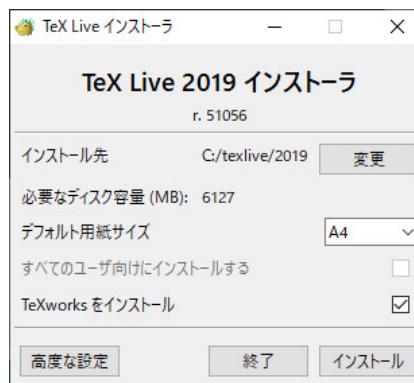 TeX Live インストーラ
TeX Live 2019 インストーラ
r. 51056
インストール先 C:/texlive/2019 変更
必要なディスク容量 (MB): 6127
デフォルト用紙サイズ A4
すべてのユーザ向けにインストールする
TeXworks をインストール
高度な設定 終了 インストール